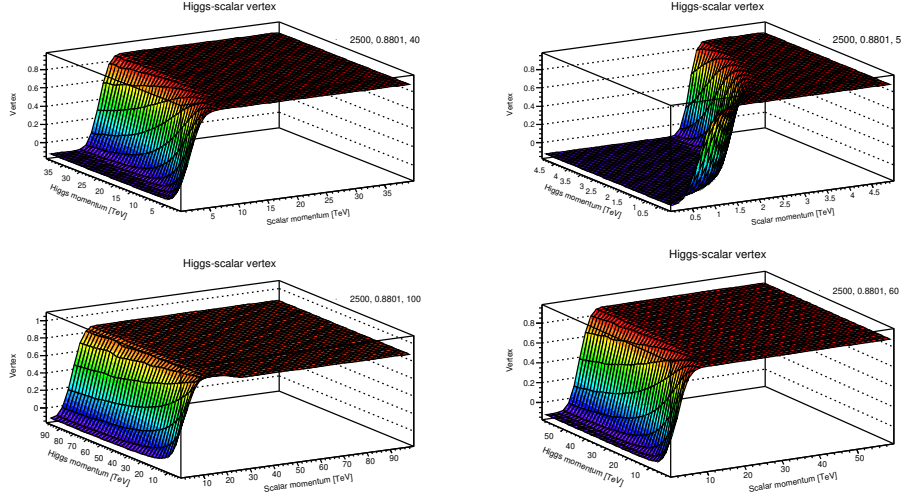 Higgs-scalar vertex
2500, 0.8801, 40
Vertex
0.8
0.6
0.4
0.2
0
35 30 25 20 15 10 5
Higgs momentum [TeV]
5 10 15 20 25 30 35
Scalar momentum [TeV]
Higgs-scalar vertex
2500, 0.8801, 5
Vertex
0.8
0.6
0.4
0.2
0
4.5 4 3.5 3 2.5 2 1.5 1 0.5
Higgs momentum [TeV]
0.5 1 1.5 2 2.5 3 3.5 4 4.5
Scalar momentum [TeV]
Higgs-scalar vertex
2500, 0.8801, 100
Vertex
1
0.8
0.6
0.4
0.2
0
90 80 70 60 50 40 30 20 10
Higgs momentum [TeV]
10 20 30 40 50 60 70 80 90
Scalar momentum [TeV]
Higgs-scalar vertex
2500, 0.8801, 60
Vertex
0.8
0.6
0.4
0.2
0
50 40 30 20 10
Higgs momentum [TeV]
10 20 30 40 50
Scalar momentum [TeV]